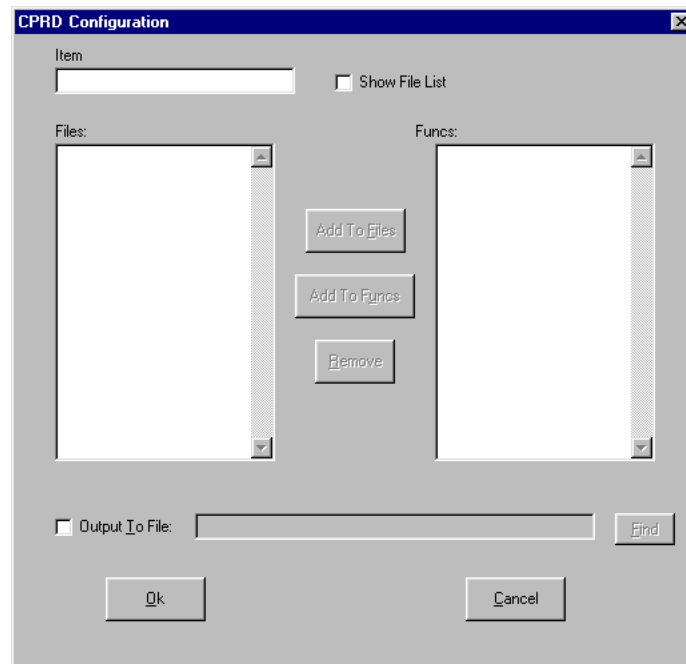 CPRD Configuration
Item
Show File List
Files:
Funcs:
Add To Files
Add To Funcs
Remove
Output To File:
Find
Ok
Cancel